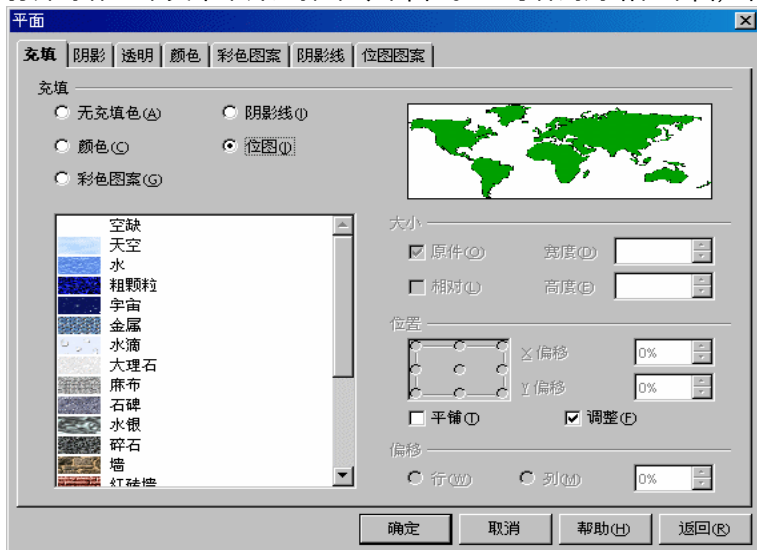 平面
充填 阴影 透明 颜色 彩色图案 阴影线 位图图案
充填
无充填色(A) 阴影线(I)
颜色(C) 位图(I)
彩色图案(G)
空缺
天空
水
粗颗粒
宇宙
金属
水滴
大理石
麻布
石碑
水银
碎石
墙
红砖墙
大小
原件(O) 宽度(D)
相对(L) 高度(E)
位置
X偏移 0%
Y偏移 0%
平铺(T) 调整(F)
偏移
行(W) 列(M) 0%
确定 取消 帮助(H) 返回(R)